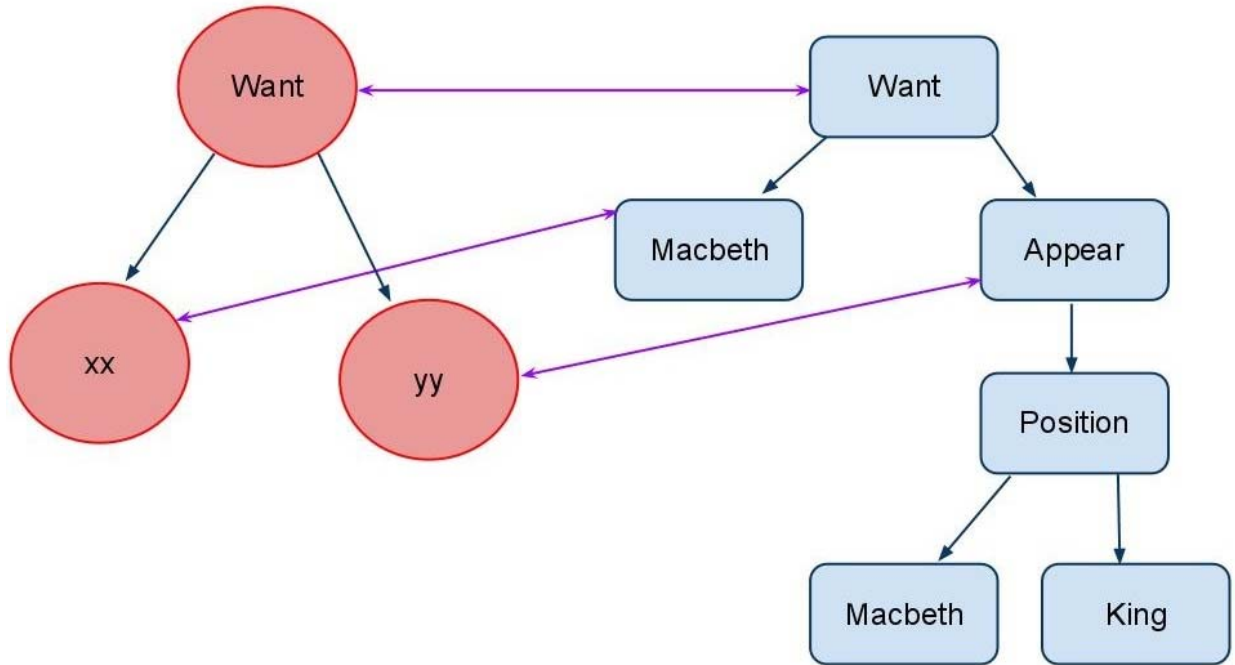 Want
Want
Macbeth
Appear
xx
yy
Position
Macbeth
King